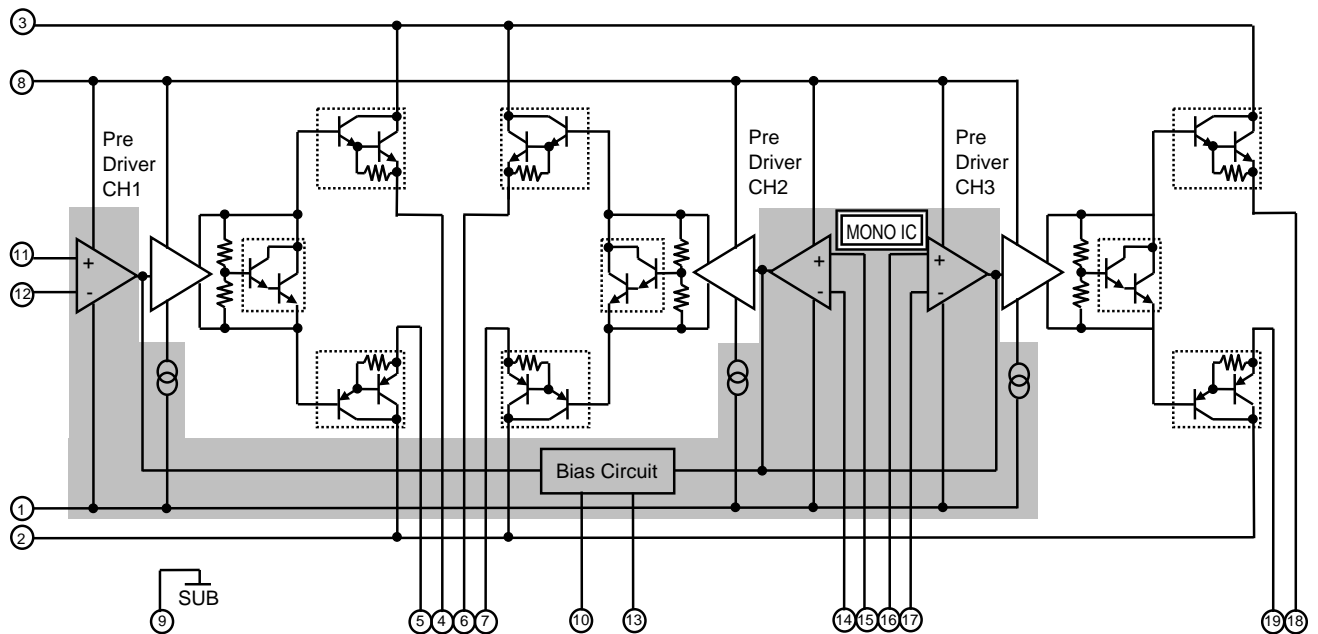 3
8
Pre
Driver
CH1
Pre
Driver
CH2
Pre
Driver
CH3
MONO IC
11
+
12
-
+
-
+
-
Bias Circuit
1
2
SUB
9
5
4
6
7
10
13
14
15
16
17
19
18